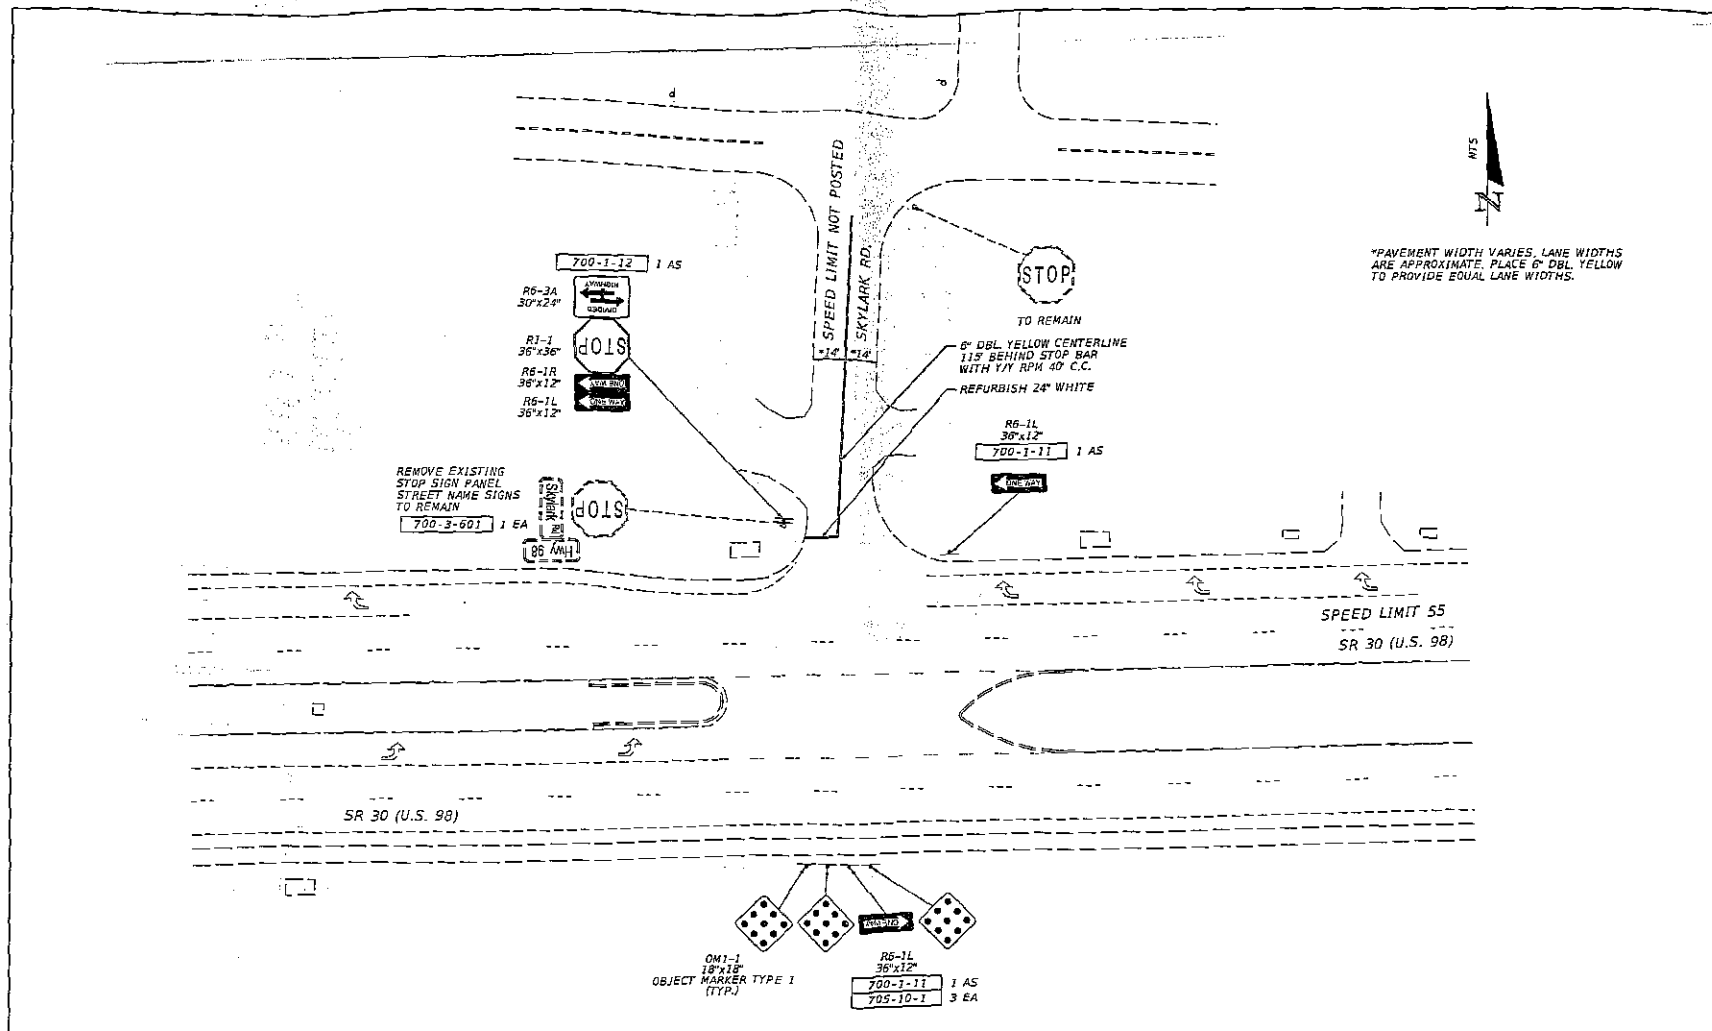 NTS
N
*PAVEMENT WIDTH VARIES, LANE WIDTHS
ARE APPROXIMATE. PLACE 6" DBL. YELLOW
TO PROVIDE EQUAL LANE WIDTHS.
SPEED LIMIT NOT POSTED
SKYLARK RD.
*14' *14'
700-1-12 1 AS
R6-3A
30"x24"
DIVIDED
HIGHWAY
R1-1
36"x36"
STOP
R6-1R
36"x12"
ONE WAY
R6-1L
36"x12"
ONE WAY
STOP
TO REMAIN
6" DBL. YELLOW CENTERLINE
115' BEHIND STOP BAR
WITH Y/Y RPM 40' C.C.
REFURBISH 24" WHITE
R6-1L
36"x12"
700-1-11 1 AS
ONE WAY
REMOVE EXISTING
STOP SIGN PANEL
STREET NAME SIGNS
TO REMAIN
700-3-601 1 EA
Skylark Rd
STOP
Hwy 98
SPEED LIMIT 55
SR 30 (U.S. 98)
SR 30 (U.S. 98)
ONE WAY
OM1-1
18"x18"
OBJECT MARKER TYPE 1
(TYP.)
R6-1L
36"x12"
700-1-11 1 AS
705-10-1 3 EA